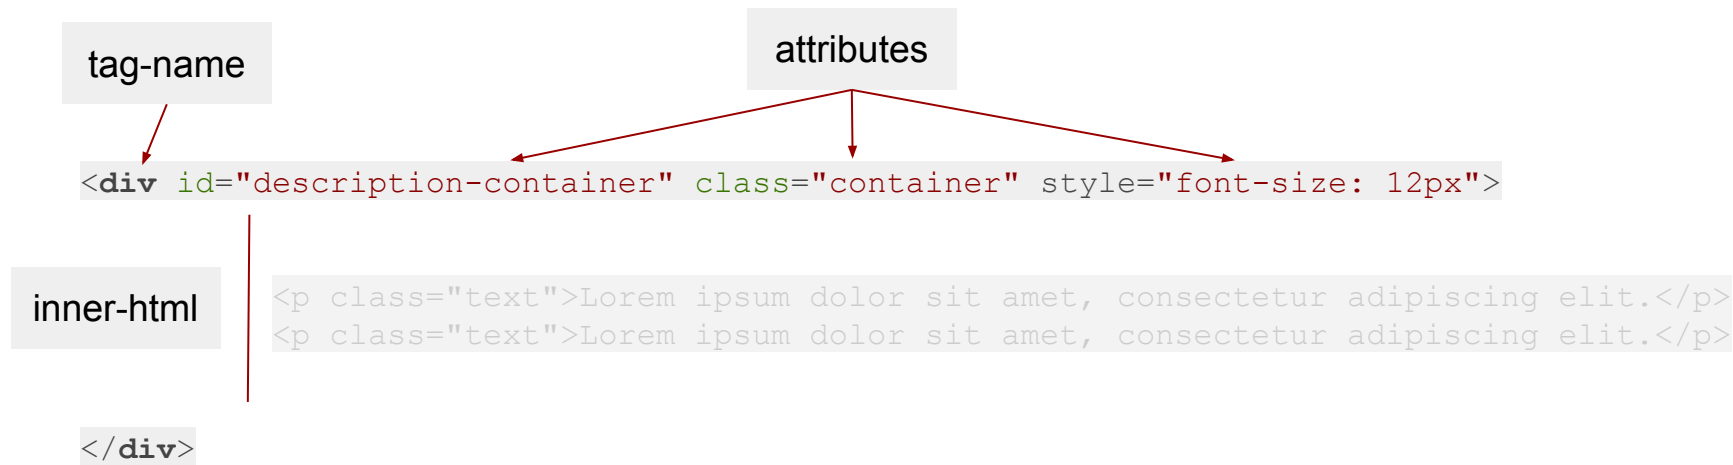 tag-name
attributes
<div id="description-container" class="container" style="font-size: 12px">
inner-html
<p class="text">Lorem ipsum dolor sit amet, consectetur adipiscing elit.</p>
<p class="text">Lorem ipsum dolor sit amet, consectetur adipiscing elit.</p>
</div>